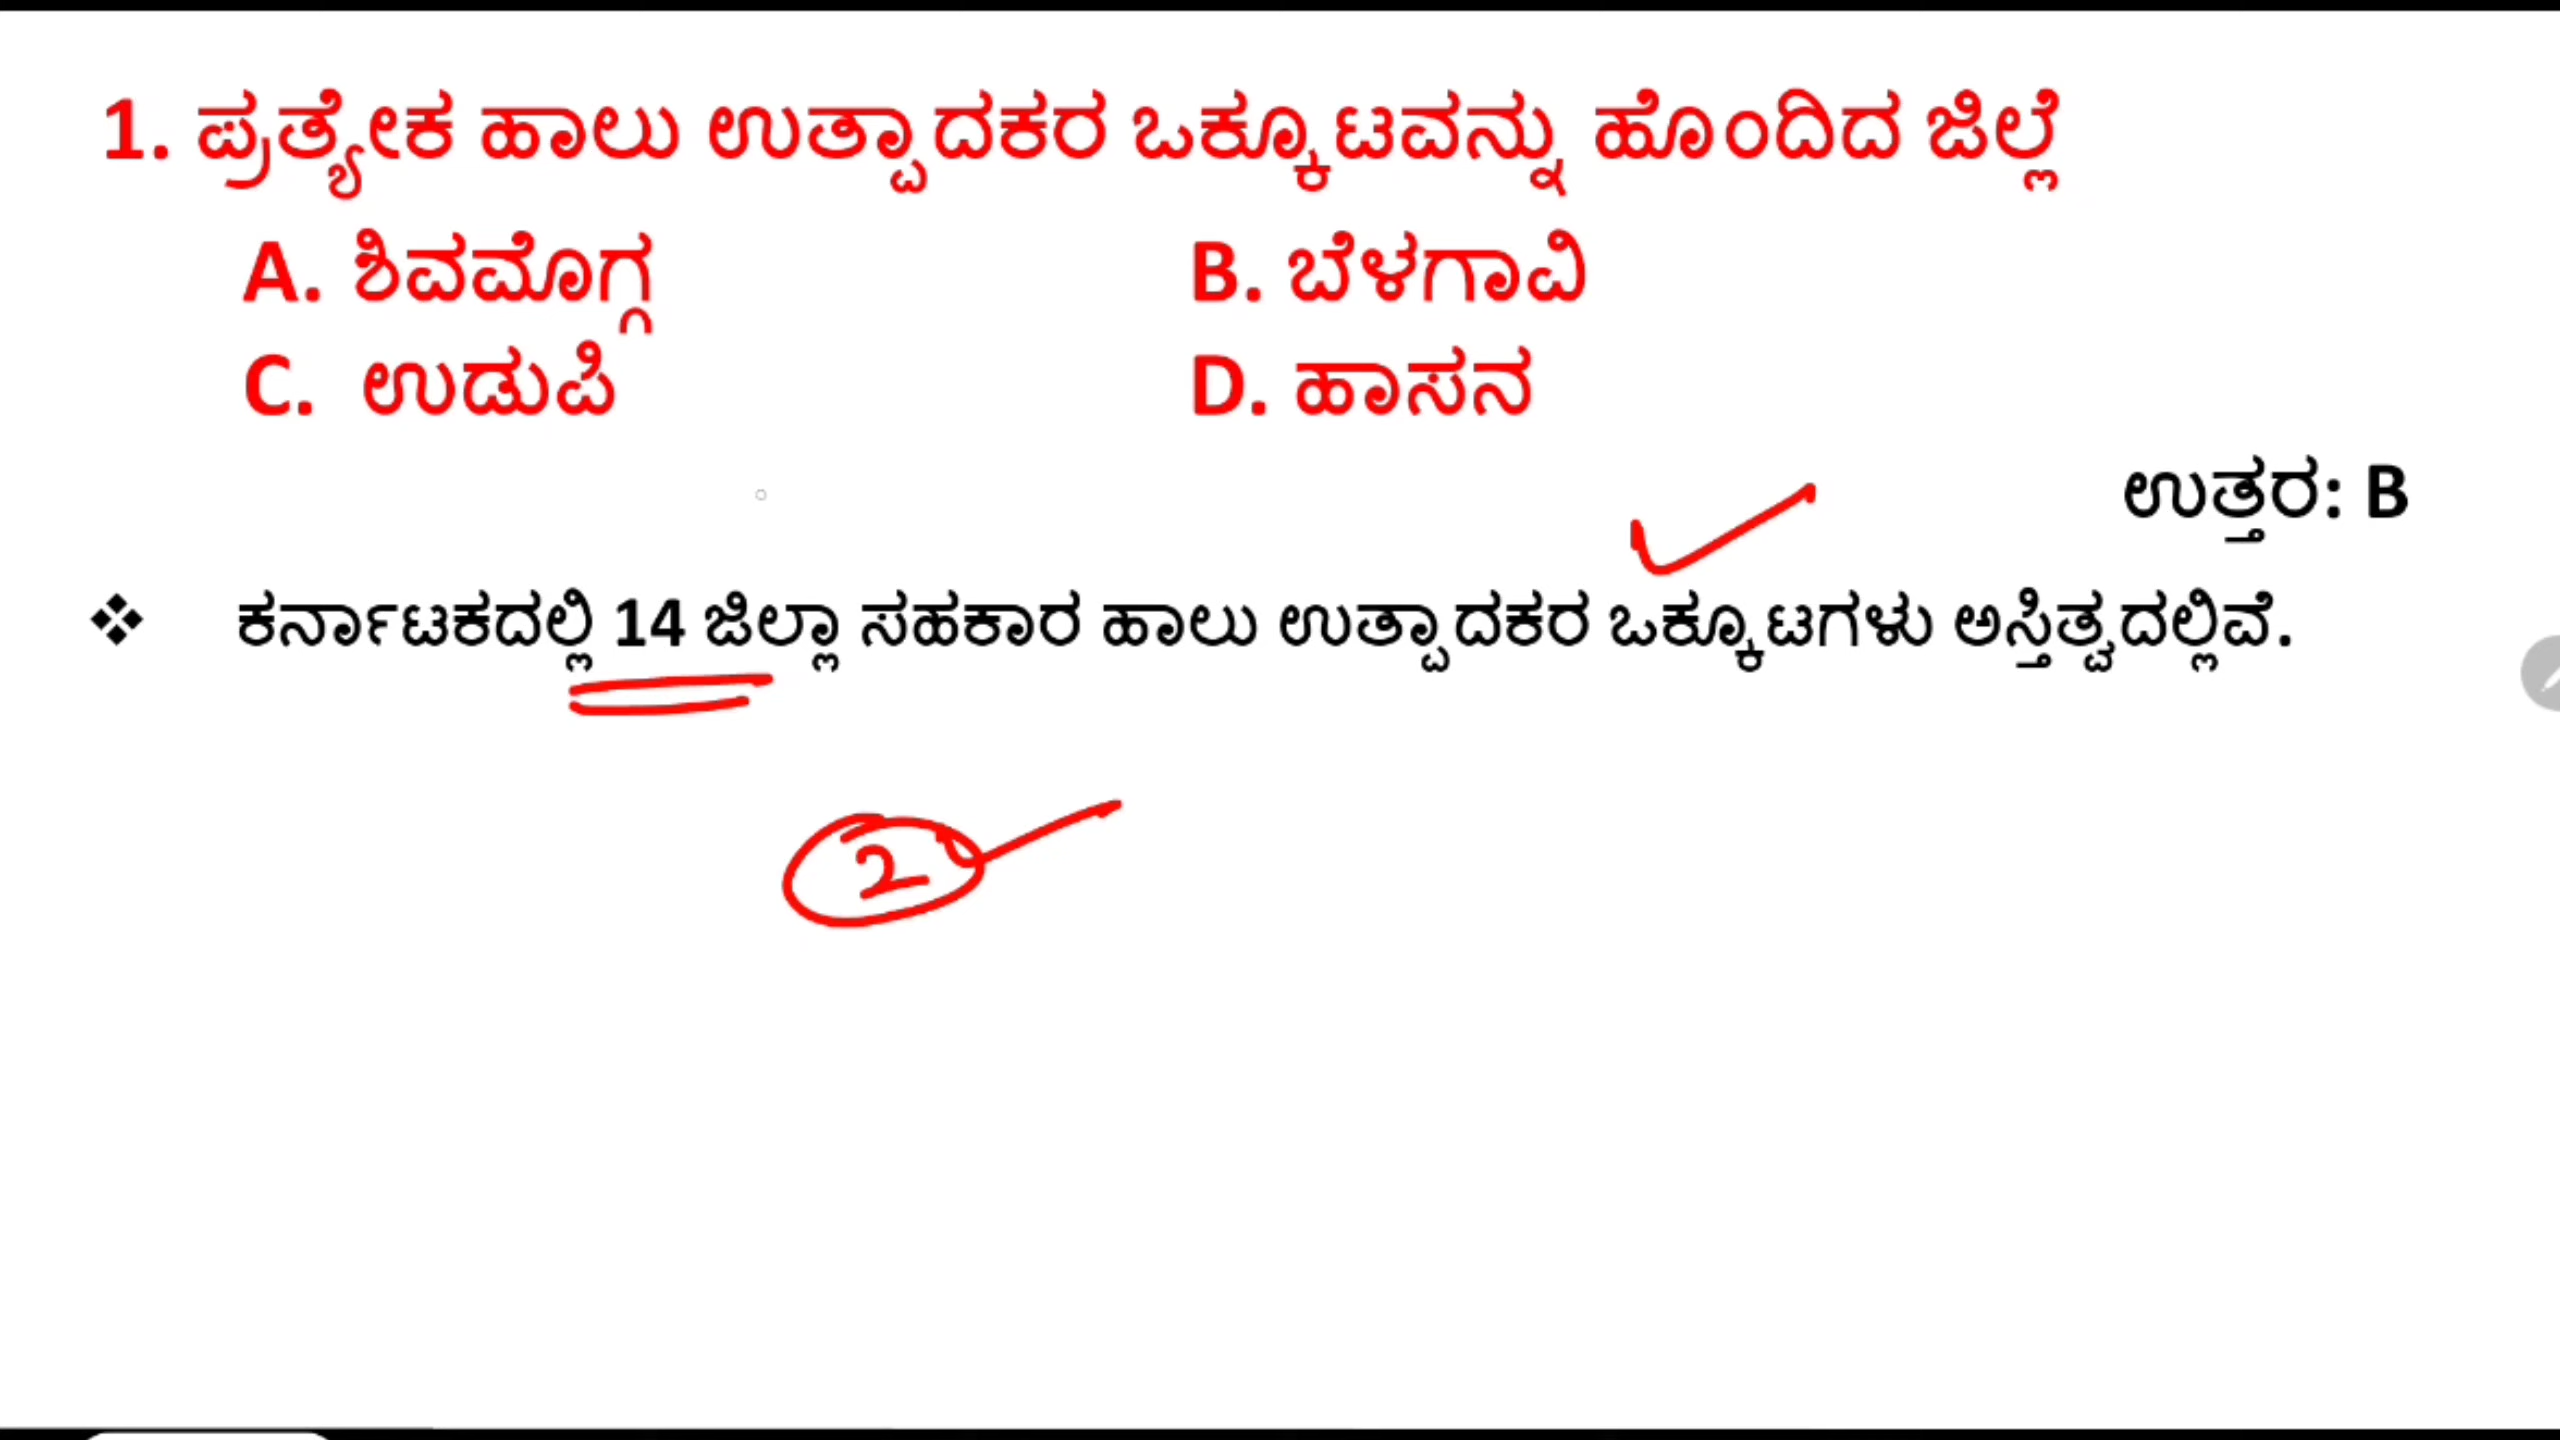 1. ಪ್ರತ್ಯೇಕ ಹಾಲು ಉತ್ಪಾದಕರ ಒಕ್ಕೂಟವನ್ನು ಹೊಂದಿದ ಜಿಲ್ಲೆ
A. ಶಿವಮೊಗ್ಗ B. ಬೆಳಗಾವಿ
C. ಉಡುಪಿ D. ಹಾಸನ
ಉತ್ತರ: B
❖ ಕರ್ನಾಟಕದಲ್ಲಿ 14 ಜಿಲ್ಲಾ ಸಹಕಾರ ಹಾಲು ಉತ್ಪಾದಕರ ಒಕ್ಕೂಟಗಳು ಅಸ್ತಿತ್ವದಲ್ಲಿವೆ.
2